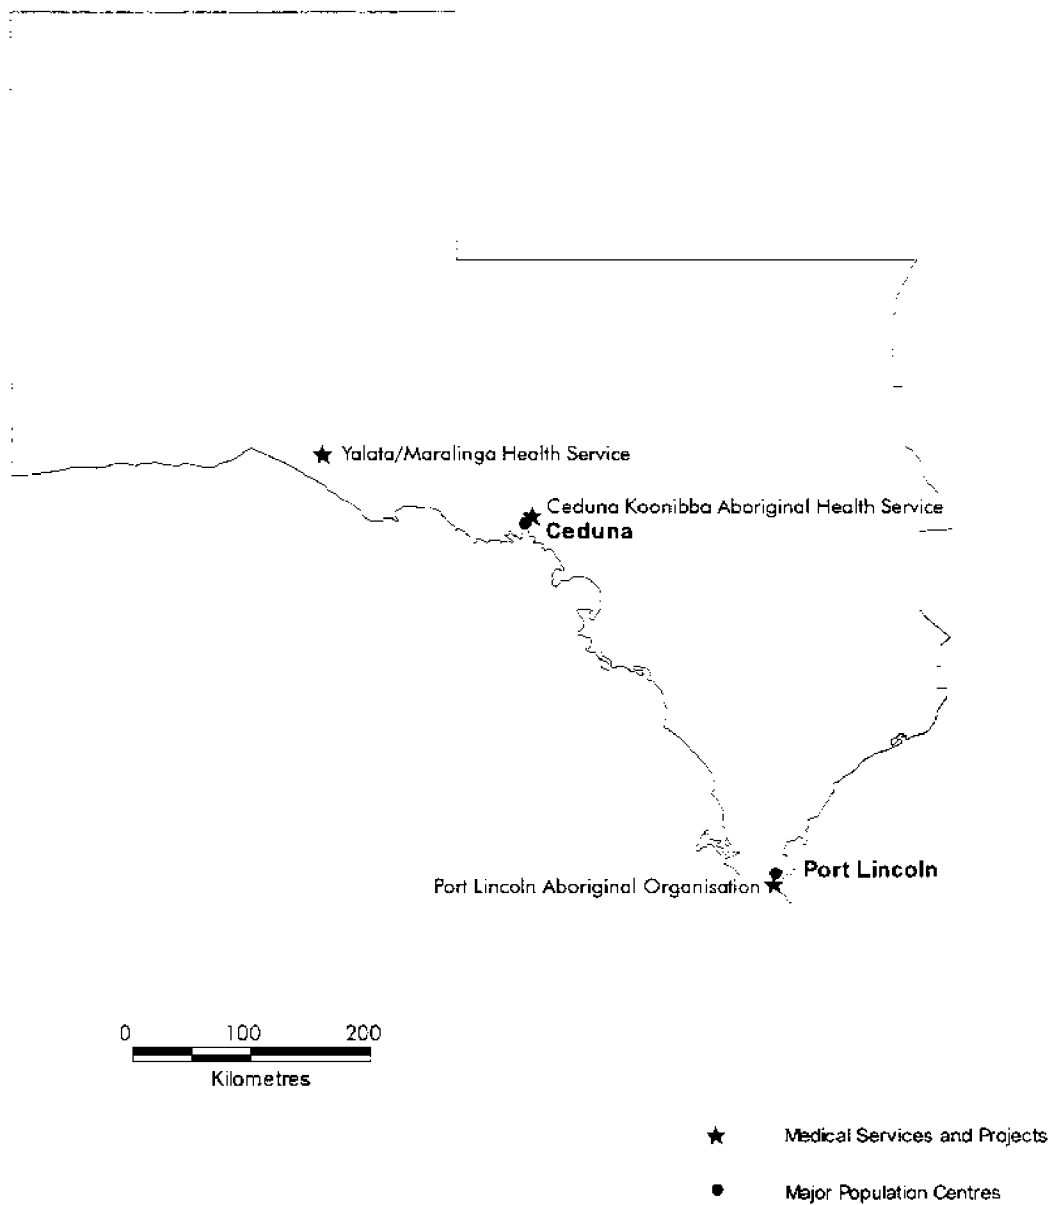 Yalata/Maralinga Health Service
Ceduna Koonibba Aboriginal Health Service
Ceduna
Port Lincoln
Port Lincoln Aboriginal Organisation
0 100 200
Kilometres
Medical Services and Projects
Major Population Centres